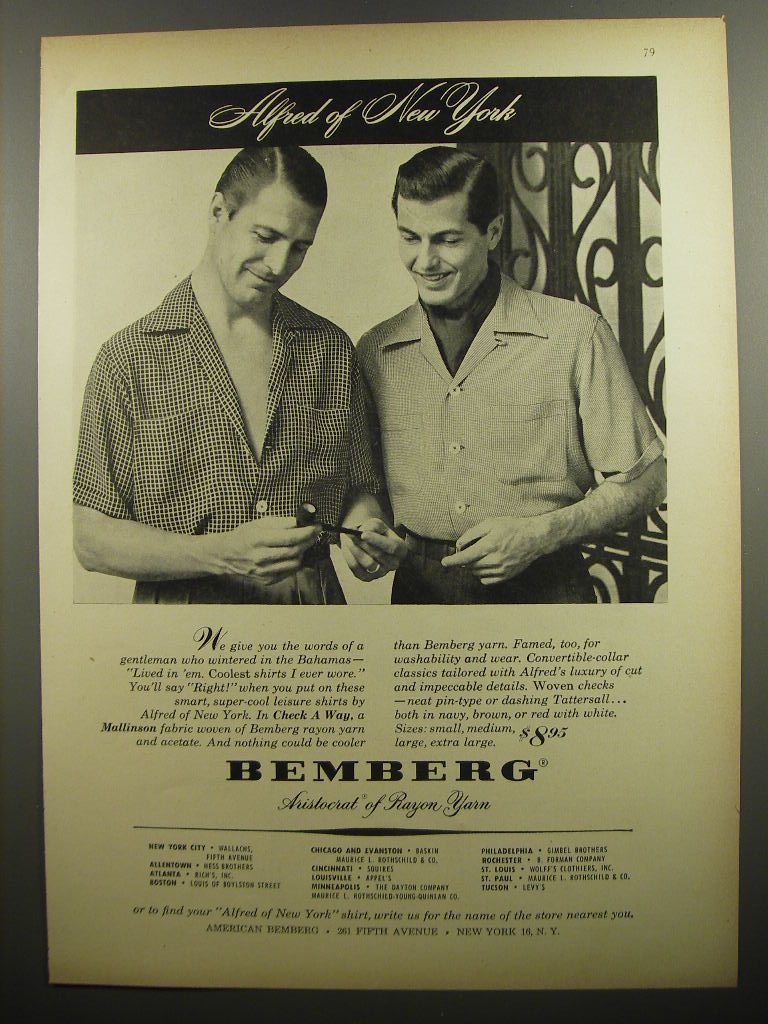 79
Alfred of New York
We give you the words of a
gentleman who wintered in the Bahamas—
"Lived in 'em. Coolest shirts I ever wore."
You'll say "Right!" when you put on these
smart, super-cool leisure shirts by
Alfred of New York. In Check A Way, a
Mallinson fabric woven of Bemberg rayon yarn
and acetate. And nothing could be cooler
than Bemberg yarn. Famed, too, for
washability and wear. Convertible-collar
classics tailored with Alfred's luxury of cut
and impeccable details. Woven checks
—neat pin-type or dashing Tattersall...
both in navy, brown, or red with white.
Sizes: small, medium,
large, extra large. $8.95
BEMBERG®
Aristocrat® of Rayon Yarn
NEW YORK CITY • WALLACHS,
FIFTH AVENUE
ALLENTOWN • HESS BROTHERS
ATLANTA • RICH'S, INC.
BOSTON • LOUIS OF BOYLSTON STREET
CHICAGO AND EVANSTON • BASKIN
MAURICE L. ROTHSCHILD & CO.
CINCINNATI • SQUIRES
LOUISVILLE • APPEL'S
MINNEAPOLIS • THE DAYTON COMPANY
MAURICE L. ROTHSCHILD-YOUNG-QUINLAN CO.
PHILADELPHIA • GIMBEL BROTHERS
ROCHESTER • B. FORMAN COMPANY
ST. LOUIS • WOLFF'S CLOTHIERS, INC.
ST. PAUL • MAURICE L. ROTHSCHILD & CO.
TUCSON • LEVY'S
or to find your "Alfred of New York" shirt, write us for the name of the store nearest you.
AMERICAN BEMBERG • 261 FIFTH AVENUE • NEW YORK 16, N. Y.